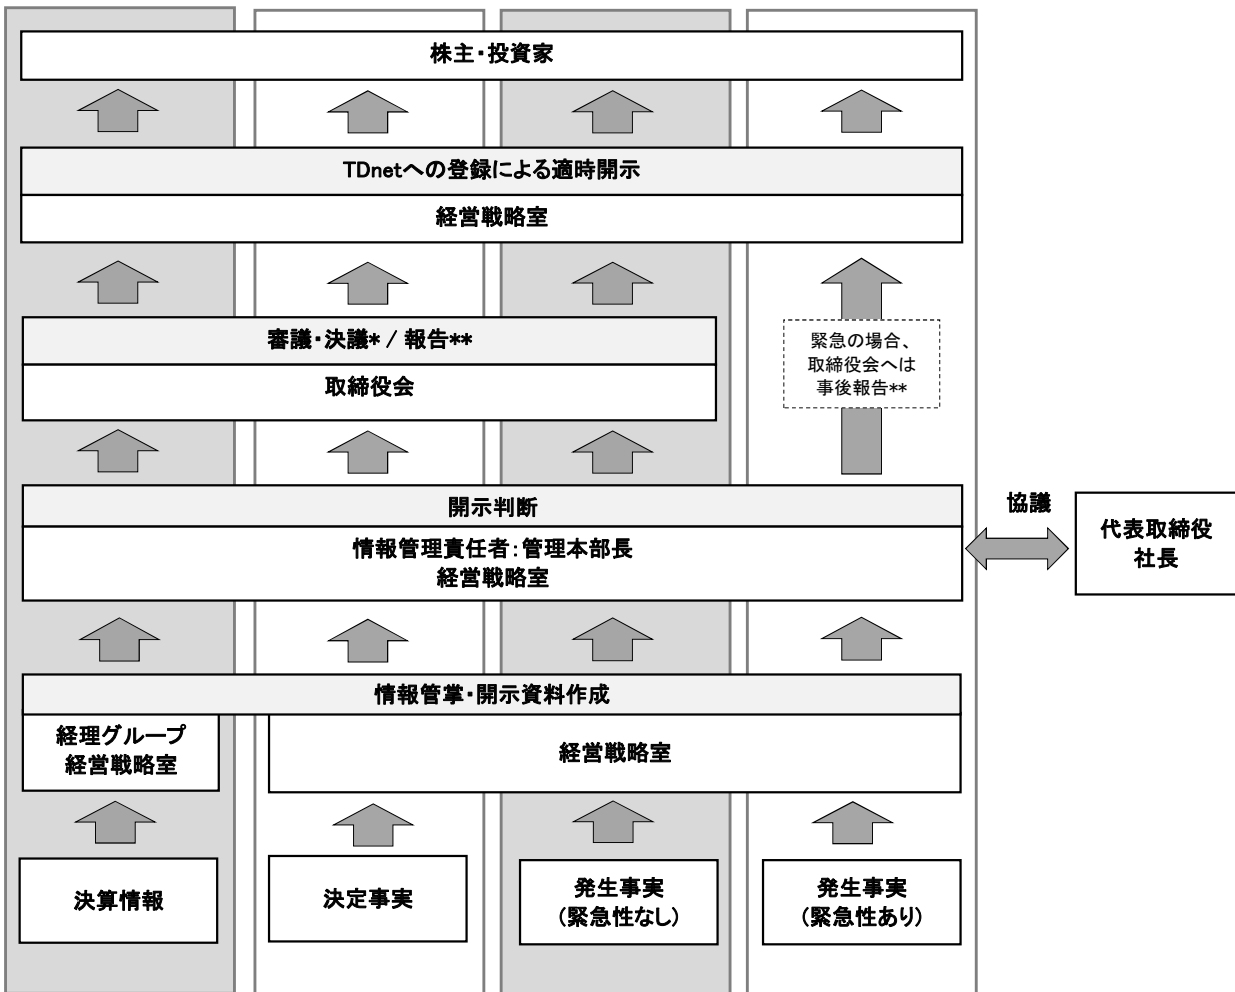 株主・投資家
TDnetへの登録による適時開示
経営戦略室
審議・決議* / 報告**
取締役会
緊急の場合、
取締役会へは
事後報告**
開示判断
情報管理責任者:管理本部長
経営戦略室
協議
代表取締役
社長
情報管掌・開示資料作成
経理グループ
経営戦略室
経営戦略室
決算情報
決定事実
発生事実
(緊急性なし)
発生事実
(緊急性あり)